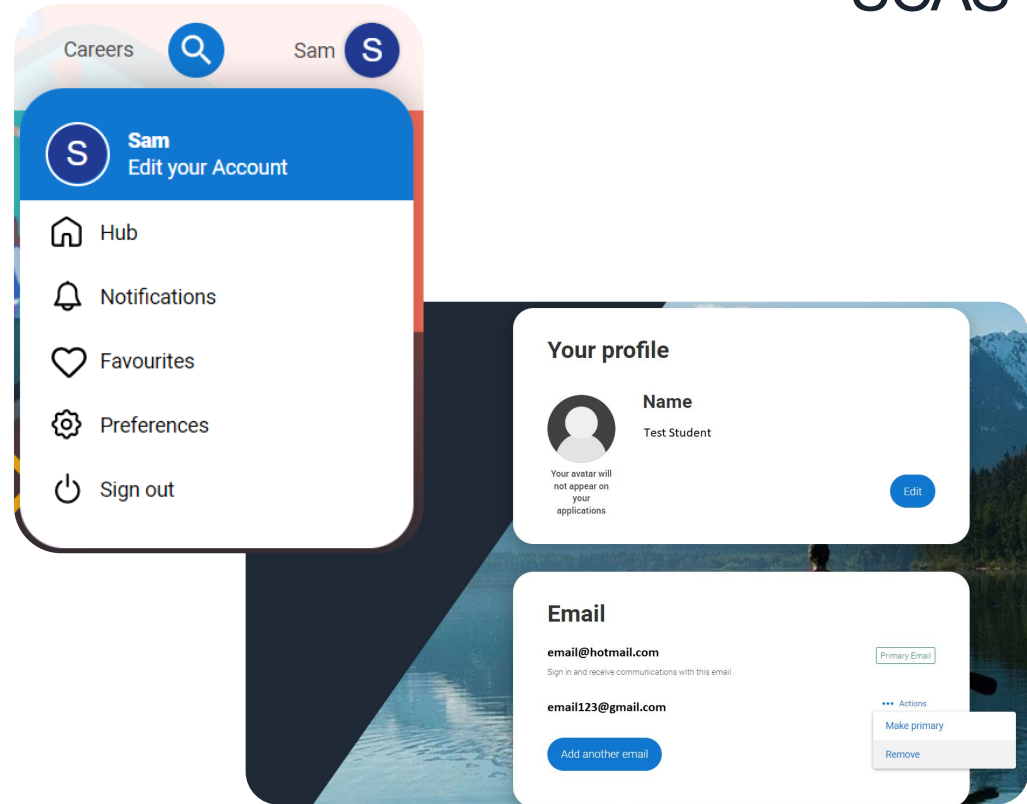 UCAS
Careers
Sam
S
S
Sam
Edit your Account
Hub
Notifications
Favourites
Preferences
Sign out
Your profile
Name
Test Student
Your avatar will
not appear on
your
applications
Edit
Email
email@hotmail.com
Primary Email
Sign in and receive communications with this email
email123@gmail.com
••• Actions
Make primary
Remove
Add another email